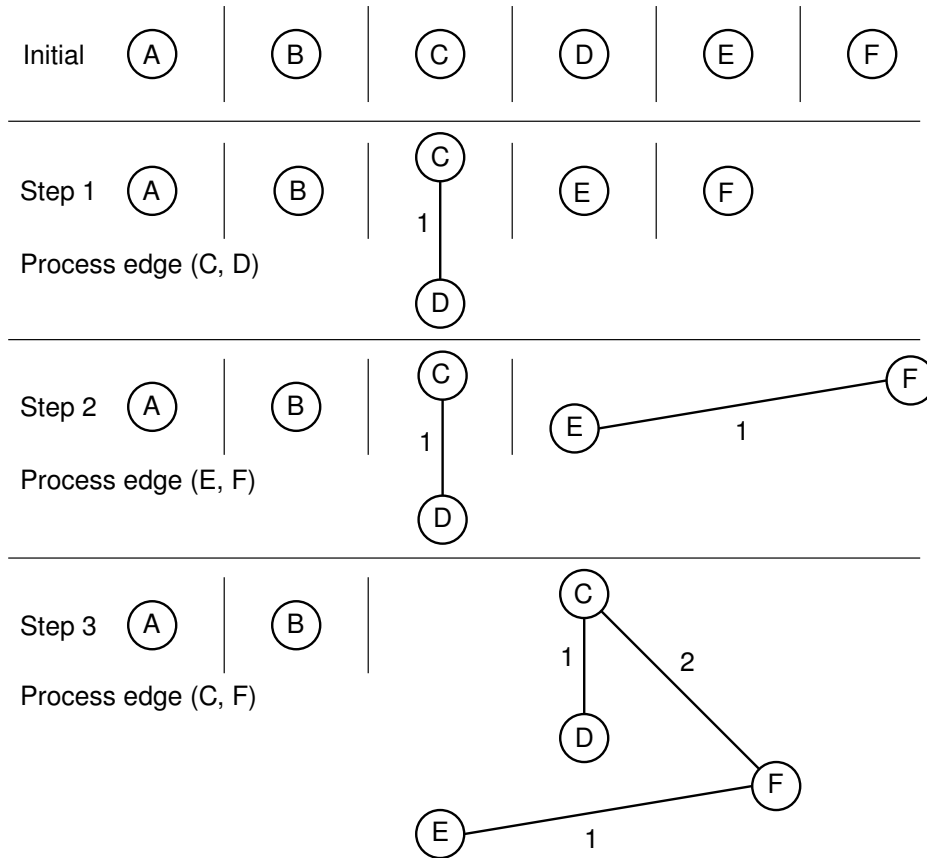 Initial A B C D E F
C
Step 1 A B E F
1
Process edge (C, D)
D
C F
Step 2 A B E
1 1
Process edge (E, F)
D
C
Step 3 A B
1 2
Process edge (C, F)
D
F
E
1